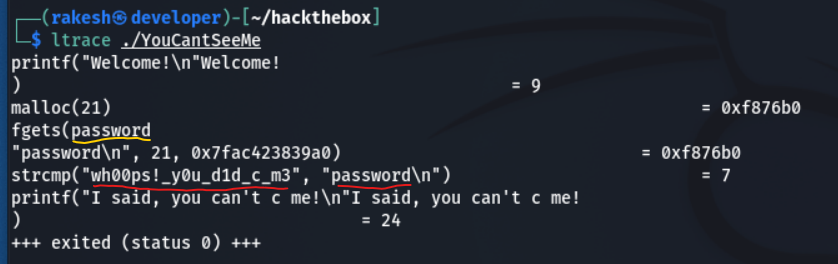 ┌──(rakesh㉿developer)-[~/hackthebox]
└─$ ltrace ./YouCantSeeMe
printf("Welcome!\n"Welcome!
) = 9
malloc(21) = 0xf876b0
fgets(password
"password\n", 21, 0x7fac423839a0) = 0xf876b0
strcmp("wh00ps!_y0u_d1d_c_m3", "password\n") = 7
printf("I said, you can't c me!\n"I said, you can't c me!
) = 24
+++ exited (status 0) +++